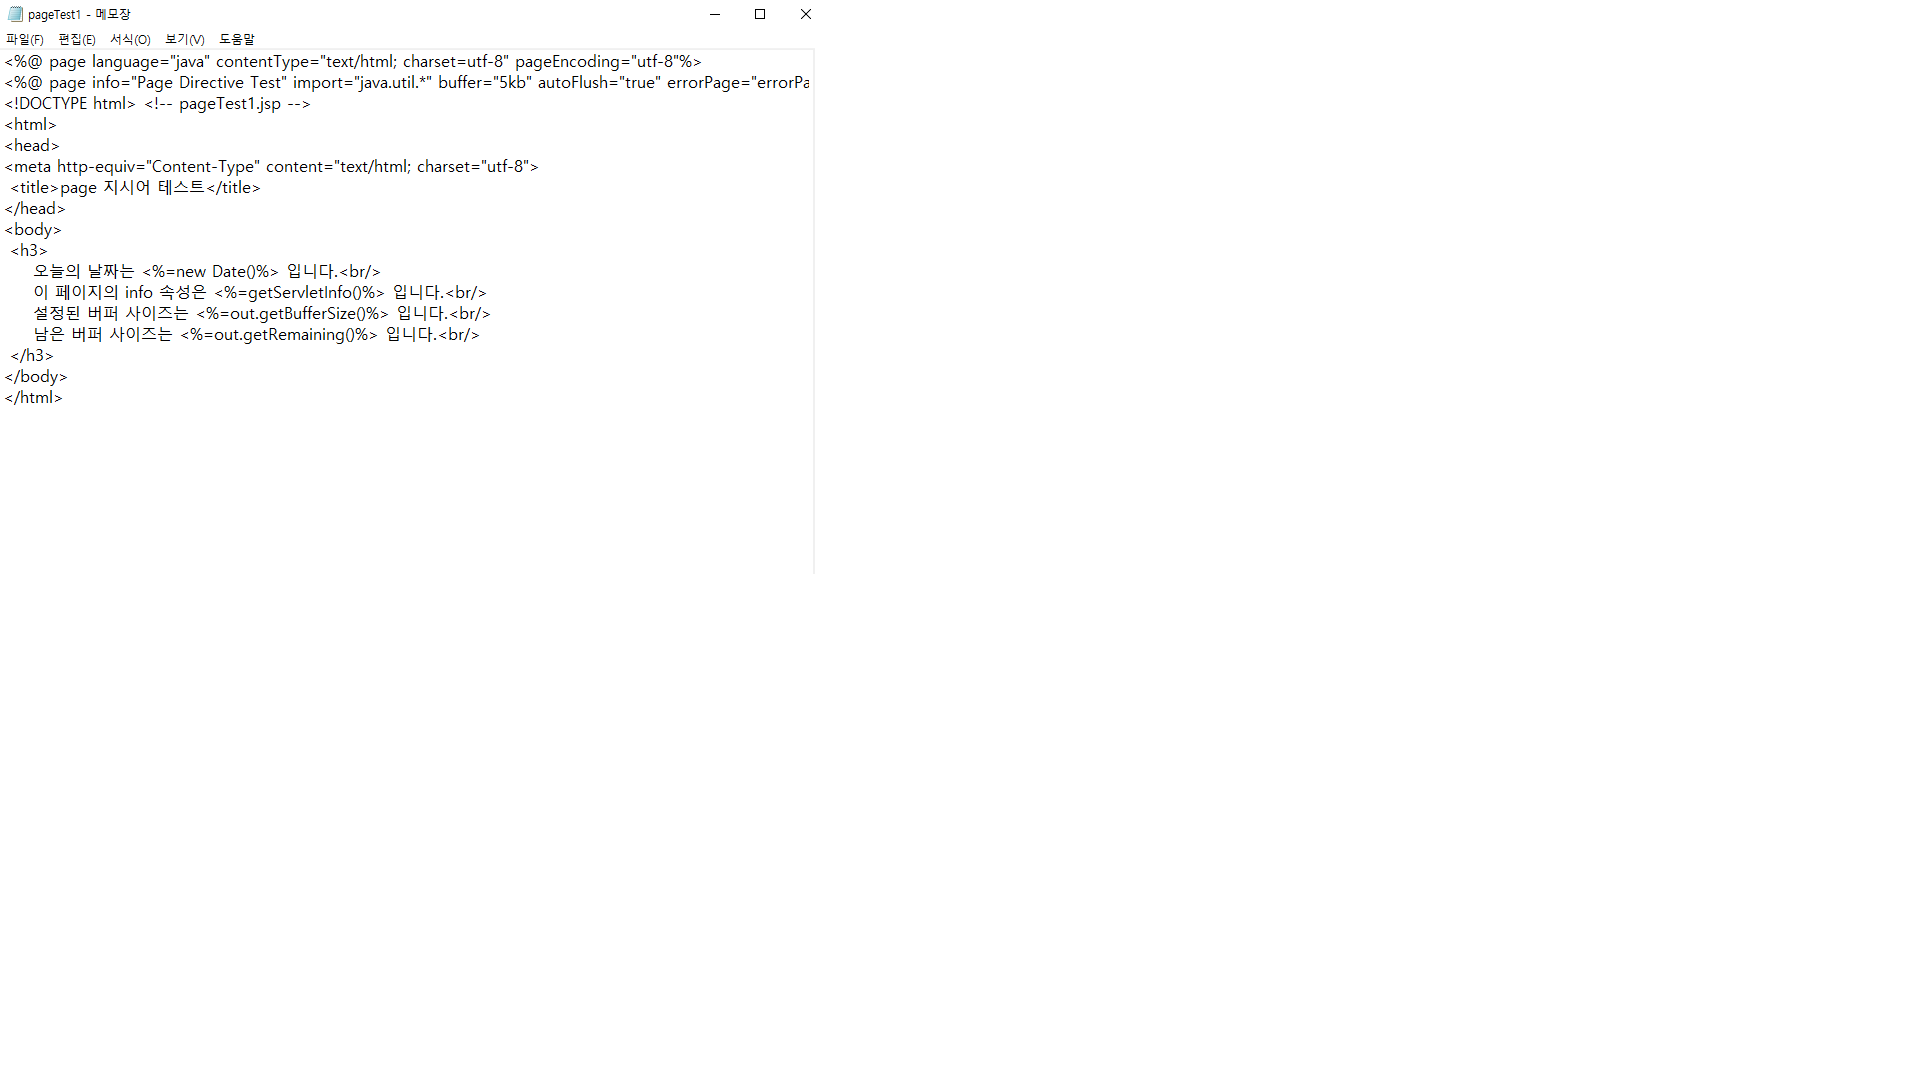 pageTest1 - 메모장
파일(F) 편집(E) 서식(O) 보기(V) 도움말
<%@ page language="java" contentType="text/html; charset=utf-8" pageEncoding="utf-8"%>
<%@ page info="Page Directive Test" import="java.util.*" buffer="5kb" autoFlush="true" errorPage="errorPa
<!DOCTYPE html> <!-- pageTest1.jsp -->
<html>
<head>
<meta http-equiv="Content-Type" content="text/html; charset="utf-8">
<title>page 지시어 테스트</title>
</head>
<body>
<h3>
오늘의 날짜는 <%=new Date()%> 입니다.<br/>
이 페이지의 info 속성은 <%=getServletInfo()%> 입니다.<br/>
설정된 버퍼 사이즈는 <%=out.getBufferSize()%> 입니다.<br/>
남은 버퍼 사이즈는 <%=out.getRemaining()%> 입니다.<br/>
</h3>
</body>
</html>